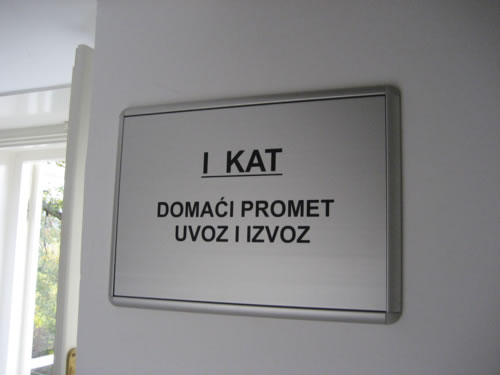 I KAT
DOMAĆI PROMET
UVOZ I IZVOZ